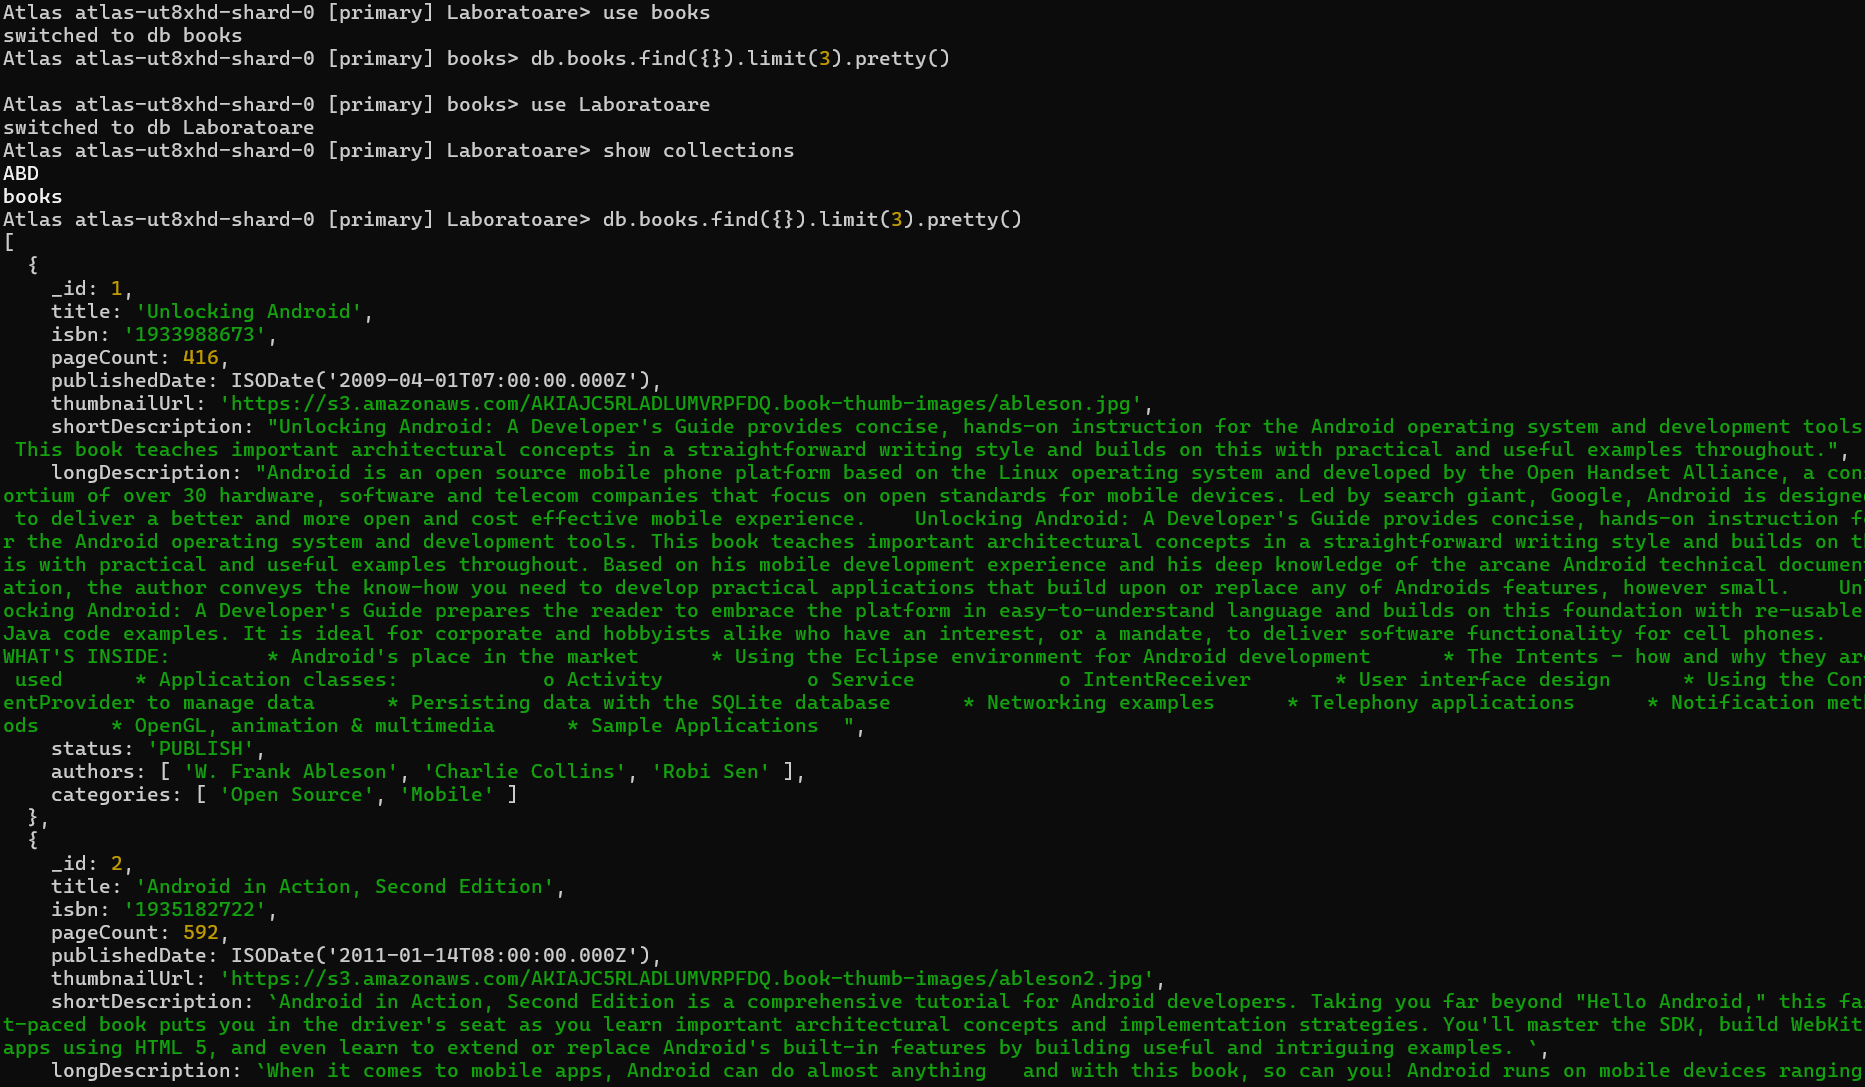 Atlas atlas-ut8xhd-shard-0 [primary] Laboratoare> use books
switched to db books
Atlas atlas-ut8xhd-shard-0 [primary] books> db.books.find({}).limit(3).pretty()
Atlas atlas-ut8xhd-shard-0 [primary] books> use Laboratoare
switched to db Laboratoare
Atlas atlas-ut8xhd-shard-0 [primary] Laboratoare> show collections
ABD
books
Atlas atlas-ut8xhd-shard-0 [primary] Laboratoare> db.books.find({}).limit(3).pretty()
[
  {
    _id: 1,
    title: 'Unlocking Android',
    isbn: '1933988673',
    pageCount: 416,
    publishedDate: ISODate('2009-04-01T07:00:00.000Z'),
    thumbnailUrl: 'https://s3.amazonaws.com/AKIAJC5RLADLUMVRPFDQ.book-thumb-images/ableson.jpg',
    shortDescription: "Unlocking Android: A Developer's Guide provides concise, hands-on instruction for the Android operating system and development tools
 This book teaches important architectural concepts in a straightforward writing style and builds on this with practical and useful examples throughout.",
    longDescription: "Android is an open source mobile phone platform based on the Linux operating system and developed by the Open Handset Alliance, a cons
ortium of over 30 hardware, software and telecom companies that focus on open standards for mobile devices. Led by search giant, Google, Android is designed
 to deliver a better and more open and cost effective mobile experience.    Unlocking Android: A Developer's Guide provides concise, hands-on instruction fo
r the Android operating system and development tools. This book teaches important architectural concepts in a straightforward writing style and builds on th
is with practical and useful examples throughout. Based on his mobile development experience and his deep knowledge of the arcane Android technical document
ation, the author conveys the know-how you need to develop practical applications that build upon or replace any of Androids features, however small.    Unl
ocking Android: A Developer's Guide prepares the reader to embrace the platform in easy-to-understand language and builds on this foundation with re-usable
Java code examples. It is ideal for corporate and hobbyists alike who have an interest, or a mandate, to deliver software functionality for cell phones.
WHAT'S INSIDE:        * Android's place in the market      * Using the Eclipse environment for Android development      * The Intents - how and why they are
 used      * Application classes:            o Activity            o Service            o IntentReceiver       * User interface design      * Using the Cont
entProvider to manage data      * Persisting data with the SQLite database      * Networking examples      * Telephony applications      * Notification meth
ods      * OpenGL, animation & multimedia      * Sample Applications  ",
    status: 'PUBLISH',
    authors: [ 'W. Frank Ableson', 'Charlie Collins', 'Robi Sen' ],
    categories: [ 'Open Source', 'Mobile' ]
  },
  {
    _id: 2,
    title: 'Android in Action, Second Edition',
    isbn: '1935182722',
    pageCount: 592,
    publishedDate: ISODate('2011-01-14T08:00:00.000Z'),
    thumbnailUrl: 'https://s3.amazonaws.com/AKIAJC5RLADLUMVRPFDQ.book-thumb-images/ableson2.jpg',
    shortDescription: `Android in Action, Second Edition is a comprehensive tutorial for Android developers. Taking you far beyond "Hello Android," this fas
t-paced book puts you in the driver's seat as you learn important architectural concepts and implementation strategies. You'll master the SDK, build WebKit
apps using HTML 5, and even learn to extend or replace Android's built-in features by building useful and intriguing examples. `,
    longDescription: `When it comes to mobile apps, Android can do almost anything   and with this book, so can you! Android runs on mobile devices ranging